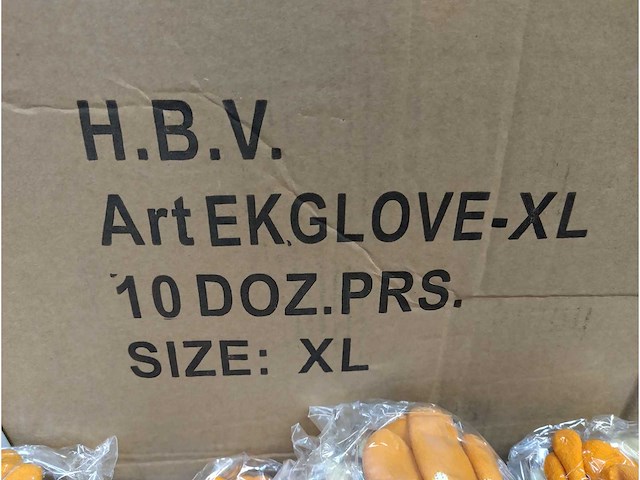 H.B.V.
Art EKGLOVE-XL
10 DOZ.PRS.
SIZE: XL